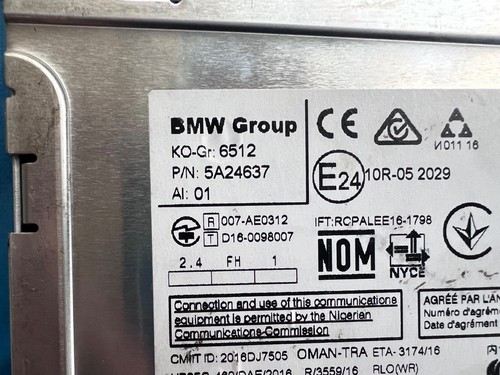 BMW Group
KO-Gr: 6512
P/N: 5A24637
AI: 01
CE
И011 16
E24 10R-05 2029
R 007-AE0312
T D16-0098007
IFT:RCPALEE16-1798
2.4 FH 1
NOM
NYCE
Connection and use of this communications
equipment is permitted by the Nigerian
Communications Commission
AGRÉÉ PAR L'AN
Numéro d'agrém
Date d'agrémen
CMIIT ID: 2016DJ7505 OMAN-TRA ETA-3174/16
R/3559/16 RLO(WR)